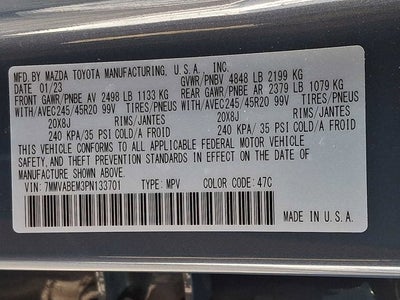 MFD.BY MAZDA TOYOTA MANUFACTURING, U.S.A. INC.
DATE 01/23 GVWR/PNBV 4848 LB 2199 KG
FRONT GAWR/PNBE AV 2498 LB 1133 KG REAR GAWR/PNBE AR 2379 LB 1079 KG
WITH/AVEC245/45R20 99V TIRES/PNEUS WITH/AVEC245/45R20 99V TIRES/PNEUS
20X8J RIMS/JANTES 20X8J RIMS/JANTES
240 KPA/35 PSI COLD/A FROID 240 KPA/35 PSI COLD/A FROID
THIS VEHICLE CONFORMS TO ALL APPLICABLE FEDERAL MOTOR VEHICLE
SAFETY,AND THEFT PREVENTION STANDARDS IN EFFECT ON THE DATE OF
MANUFACTURE SHOWN ABOVE.
VIN: 7MMVABEM3PN133701 TYPE: MPV COLOR CODE: 47C
MADE IN U.S.A.